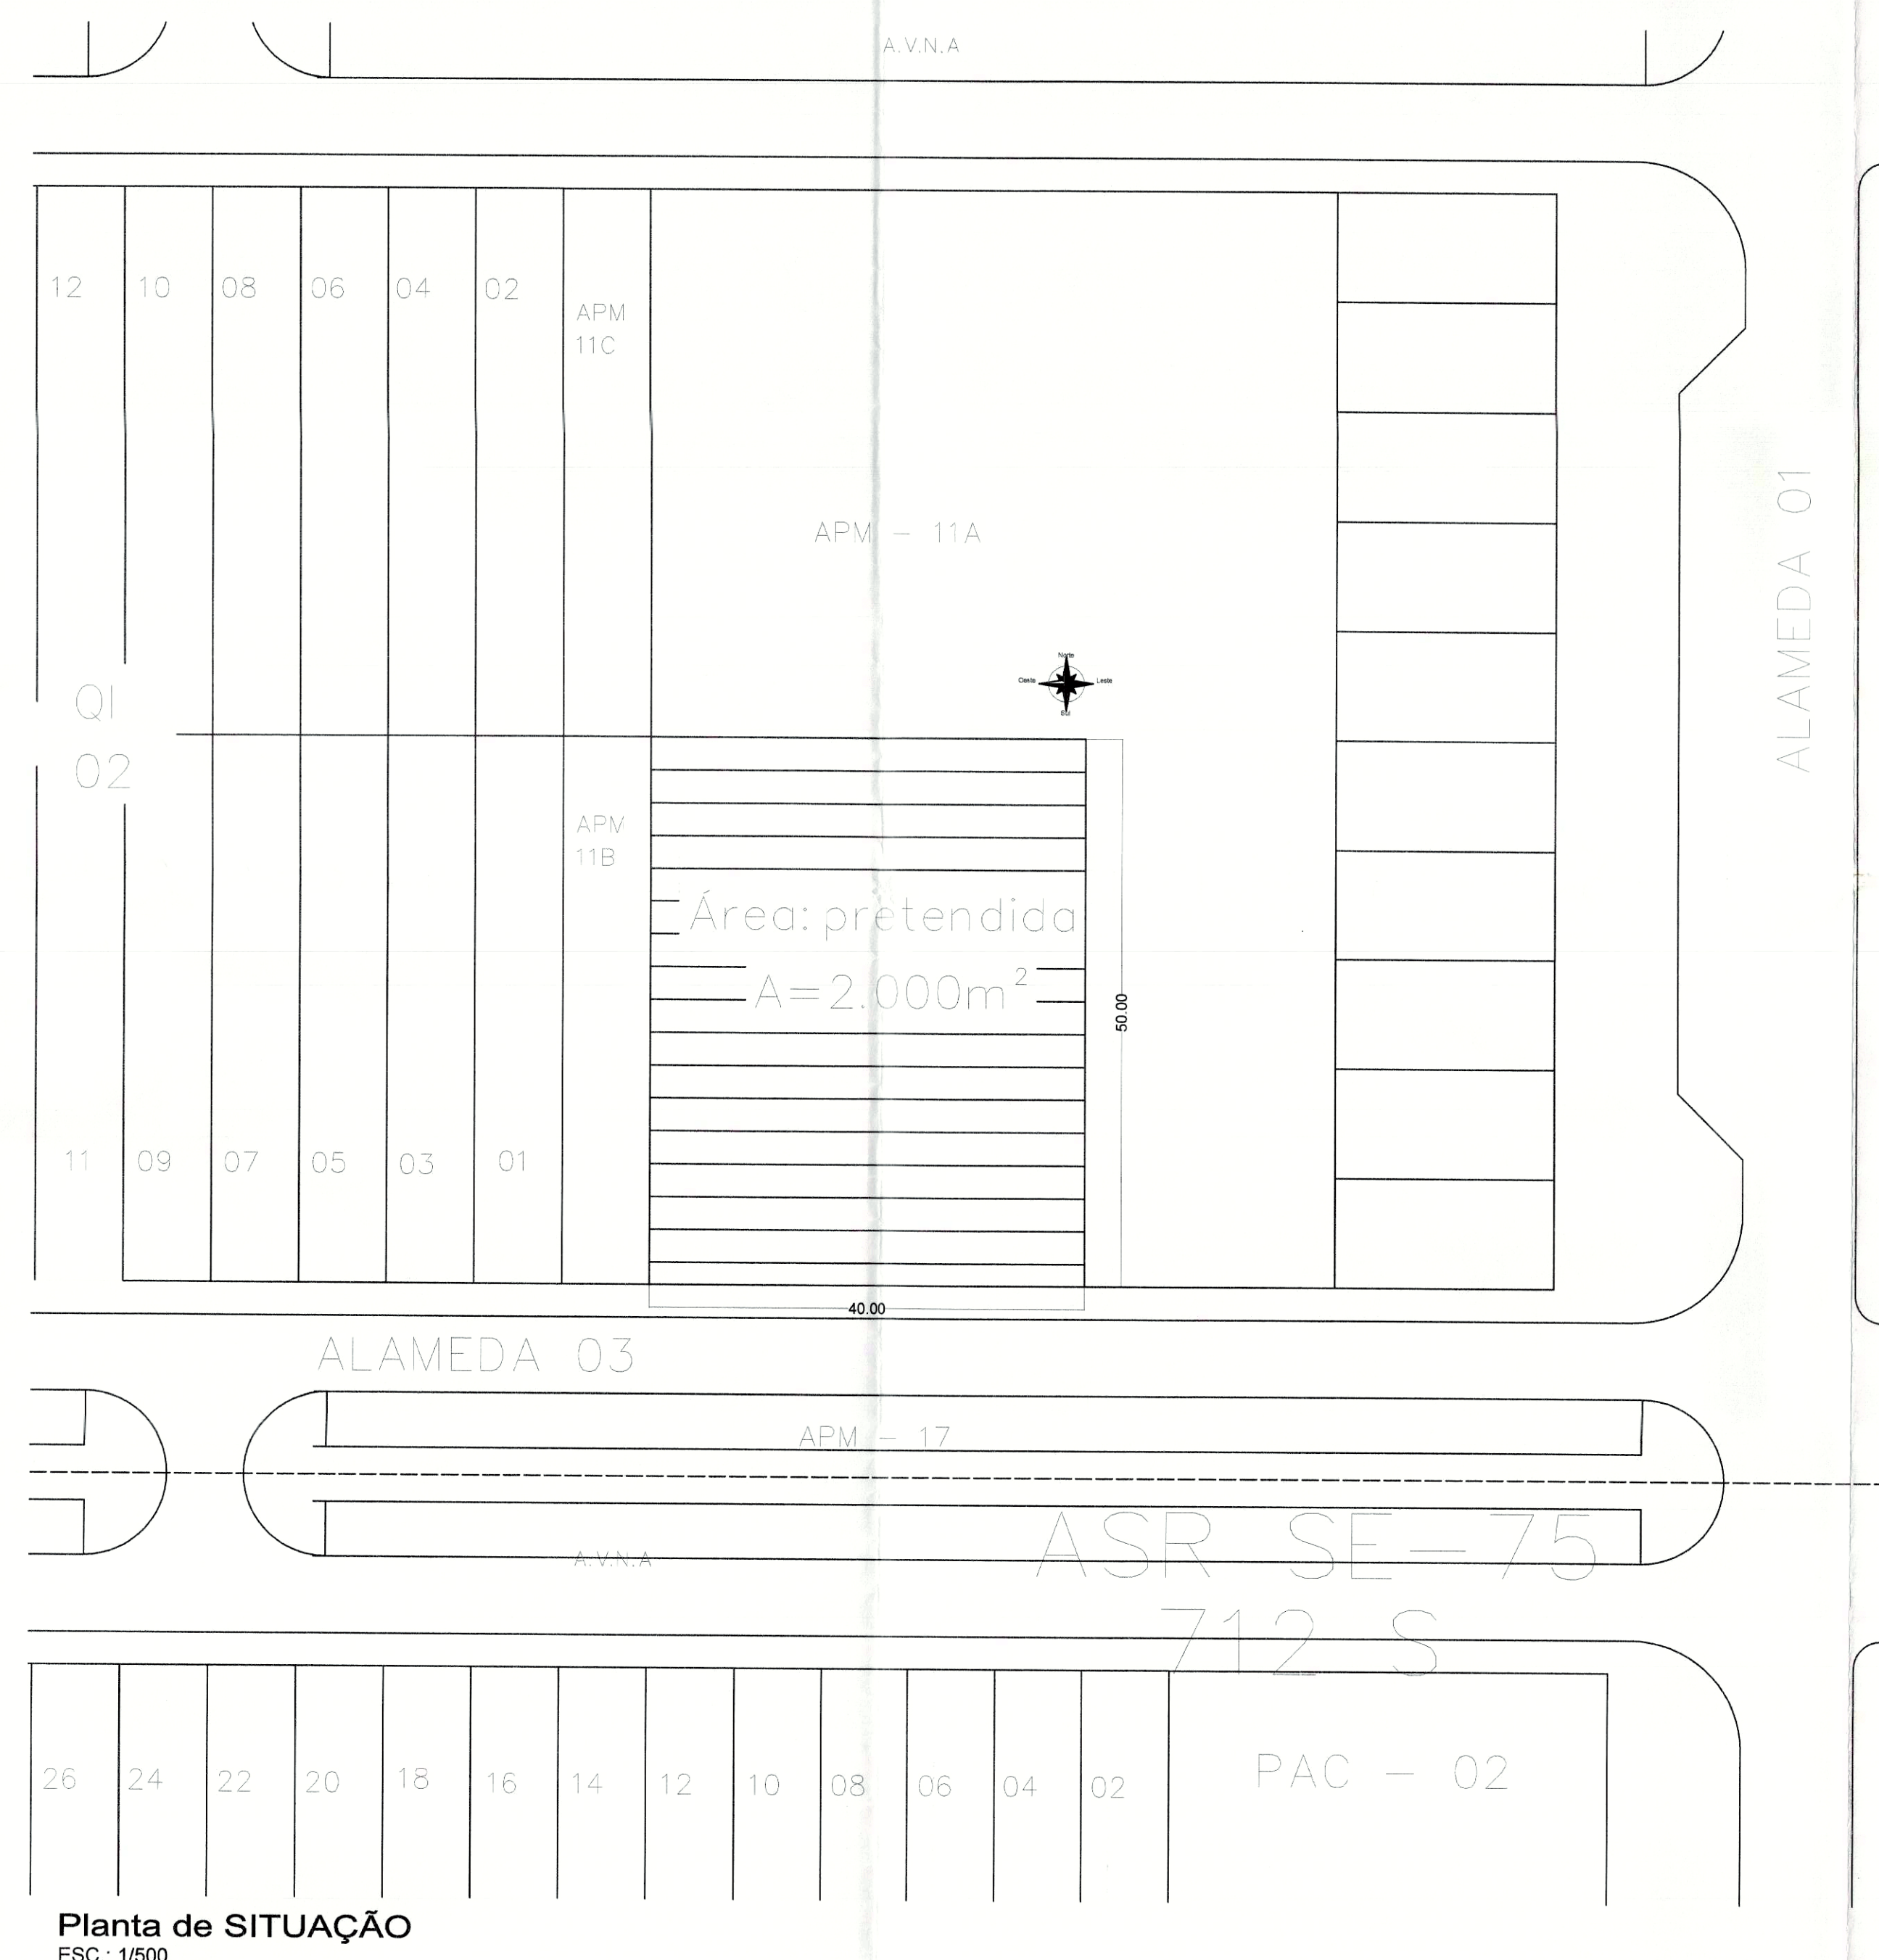 A.V.N.A
12 10 08 06 04 02
APM
11C
ALAMEDA 01
APM - 11A
Norte
Oeste Leste
Sul
QI
02
APM
11B
Área: pretendida
A=2.000m²
50.00
11 09 07 05 03 01
40.00
ALAMEDA 03
APM - 17
ASR SE-75
A.V.N.A
712 S
26 24 22 20 18 16 14 12 10 08 06 04 02
PAC - 02
Planta de SITUAÇÃO
ESC.: 1/500